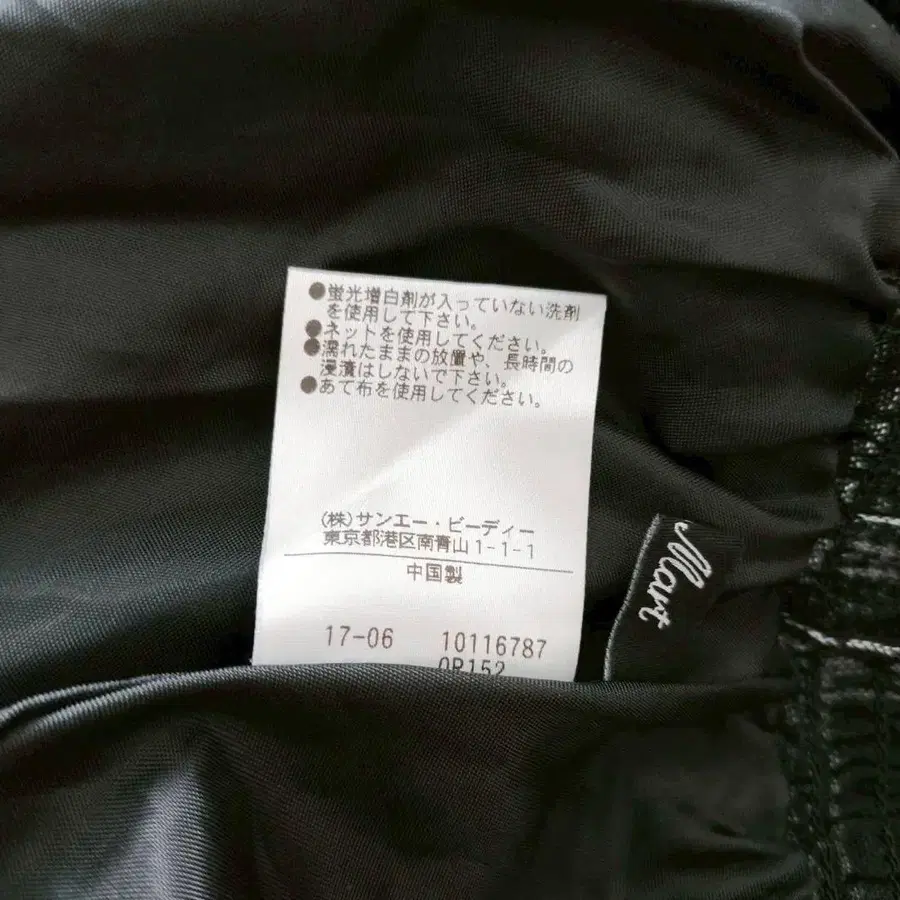 ●蛍光増白剤が入っていない洗剤
を使用して下さい。
●ネットを使用してください。
●濡れたままの放置や、長時間の
浸漬はしないで下さい。
●あて布を使用してください。
(株)サンエー・ビーディー
東京都港区南青山1-1-1
中国製
17-06 10116787
0R152
Mart